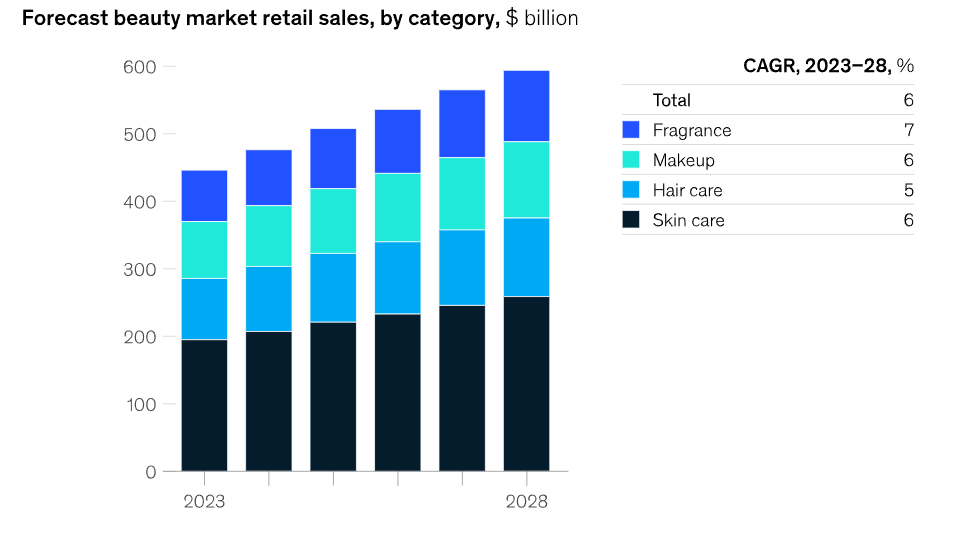 Forecast beauty market retail sales, by category, $ billion
600
500
400
300
200
100
0
2023
2028
CAGR, 2023–28, %
Total 6
Fragrance 7
Makeup 6
Hair care 5
Skin care 6